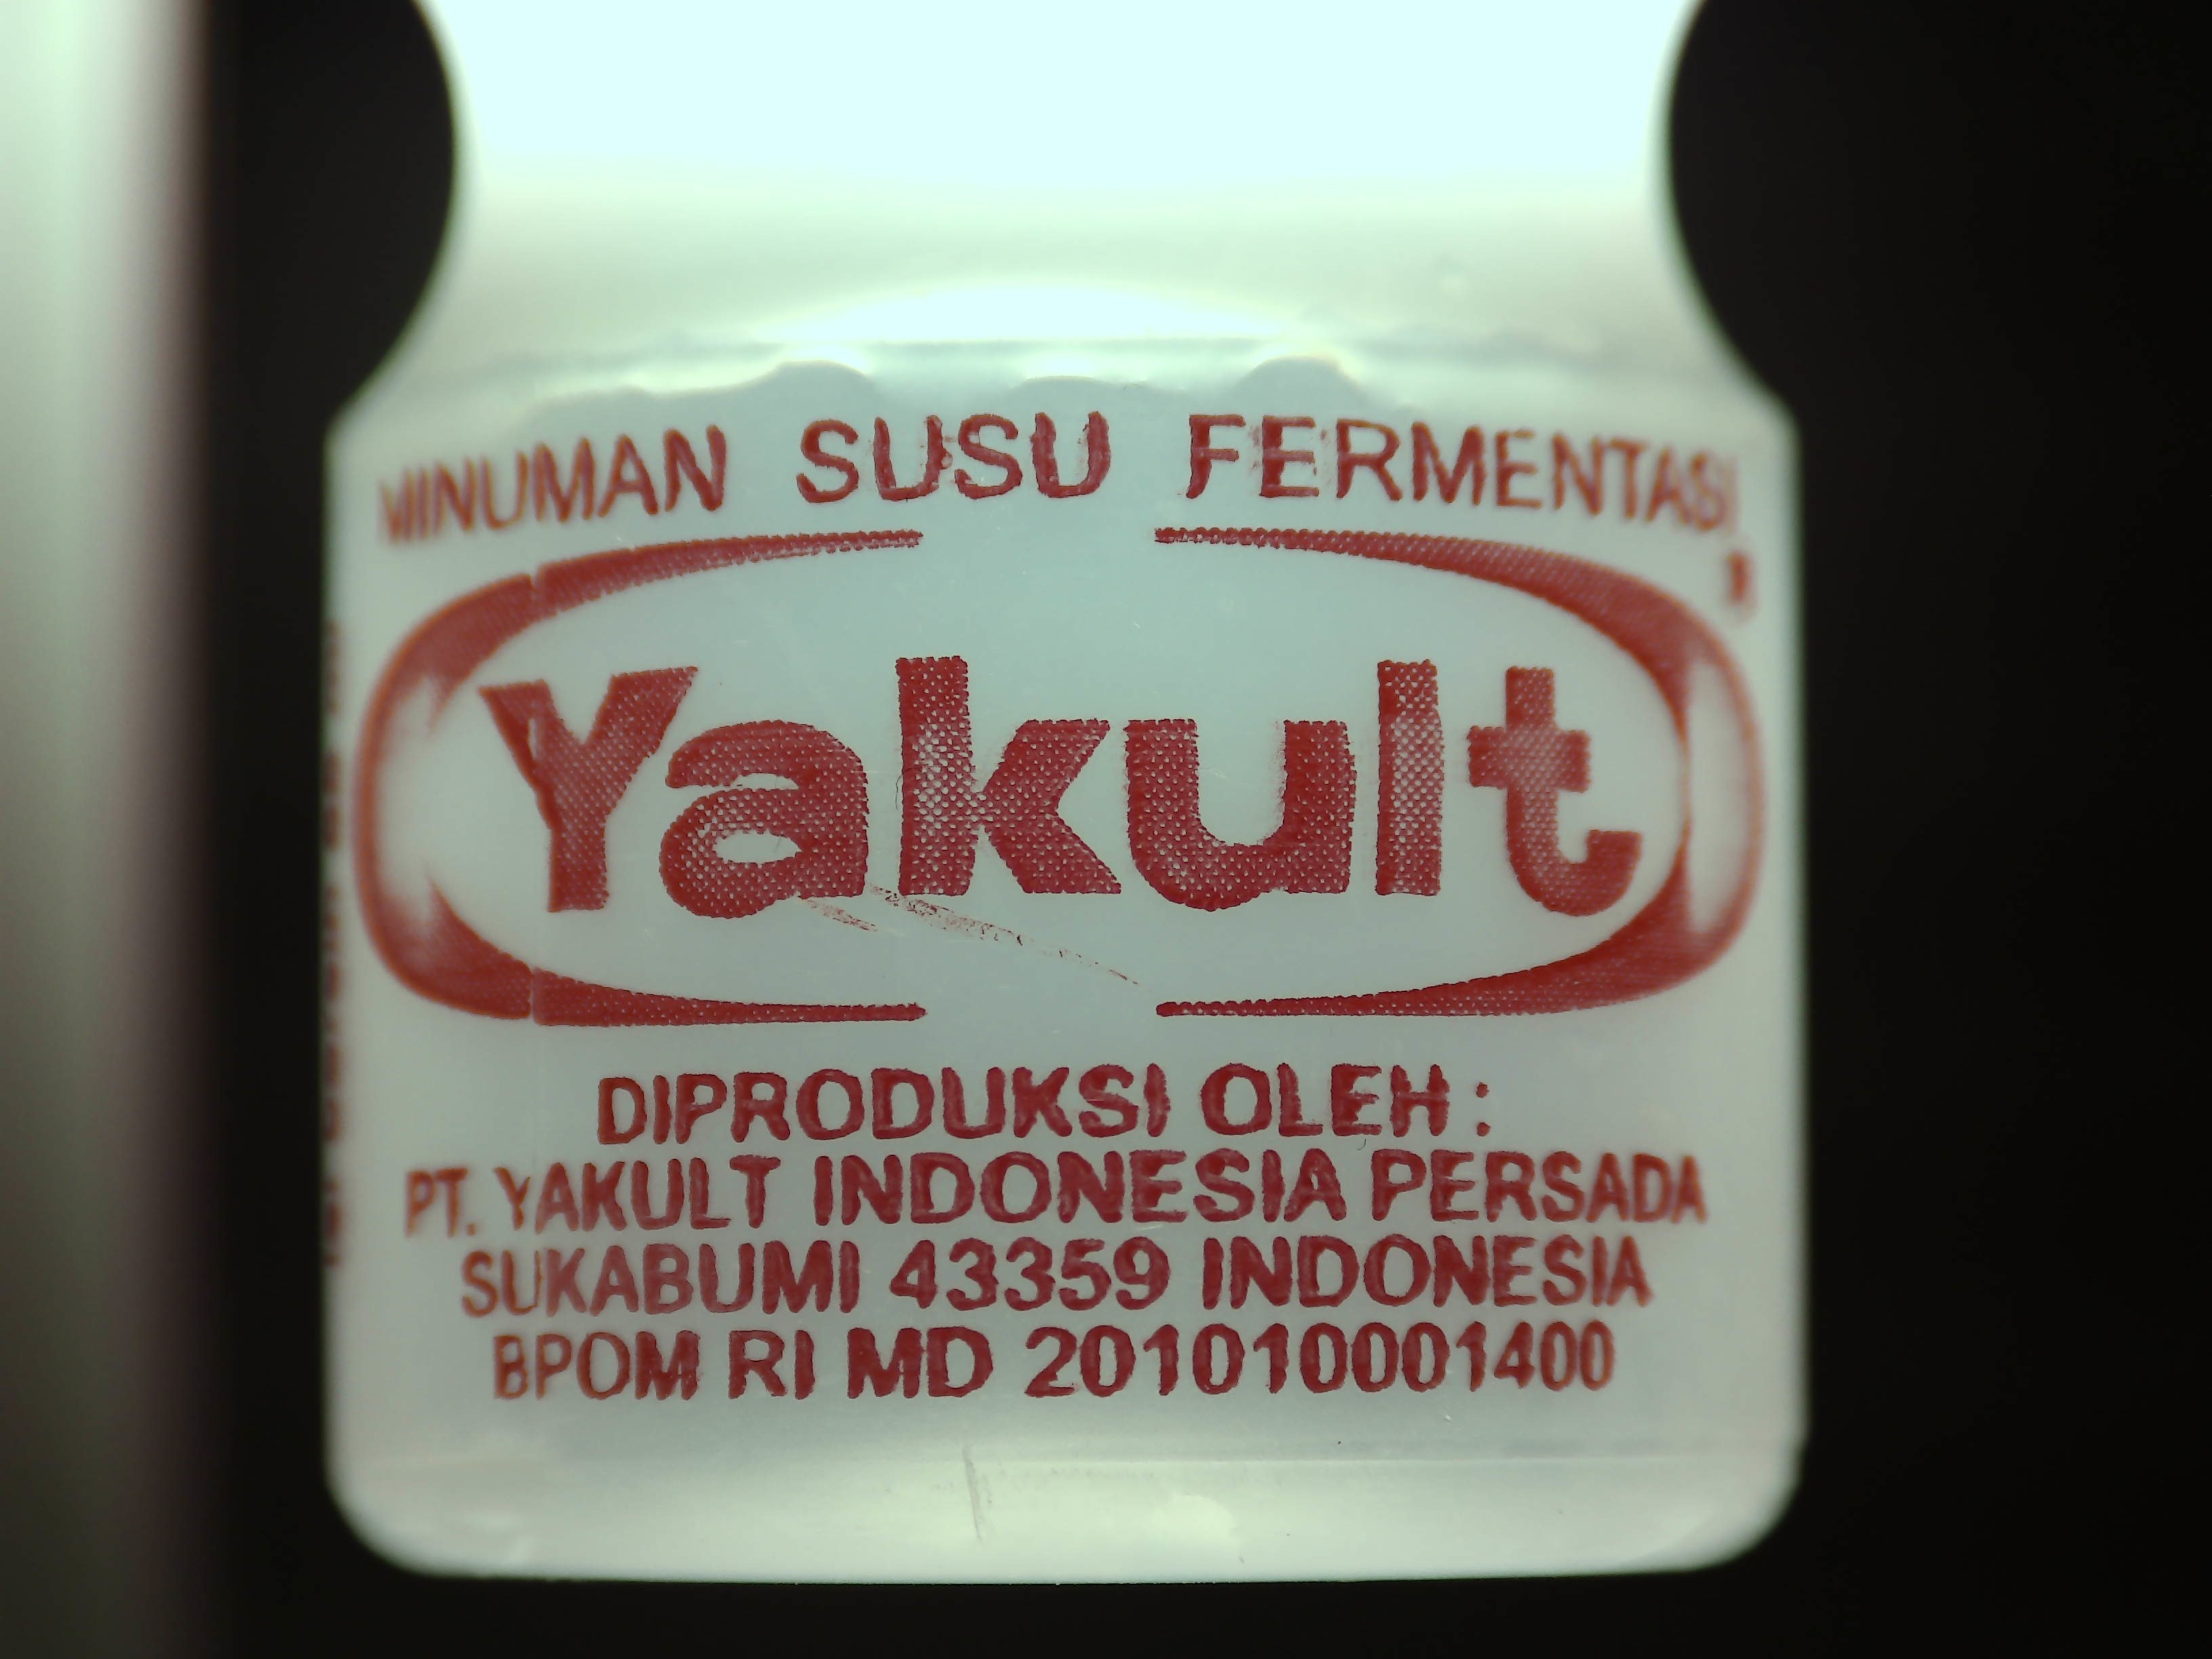 MINUMAN SUSU FERMENTASI
Yakult
DIPRODUKSI OLEH :
PT. YAKULT INDONESIA PERSADA
SUKABUMI 43359 INDONESIA
BPOM RI MD 201010001400